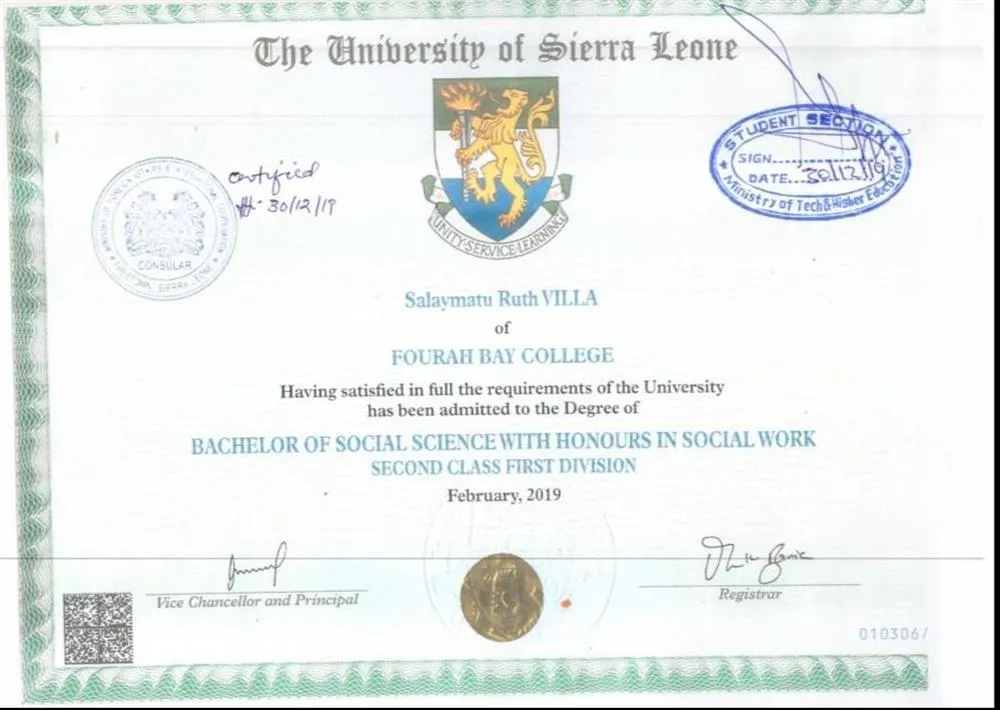 The University of Sierra Leone
STUDENT SECTION
SIGN...
DATE... 30/12/19
Ministry of Tech & Higher Education
certified
30/12/19
CONSULAR
SIERRA LEONE
UNITY-SERVICE-LEARNING
Salaymatu Ruth VILLA
of
FOURAH BAY COLLEGE
Having satisfied in full the requirements of the University
has been admitted to the Degree of
BACHELOR OF SOCIAL SCIENCE WITH HONOURS IN SOCIAL WORK
SECOND CLASS FIRST DIVISION
February, 2019
Vice Chancellor and Principal
Registrar
010306/